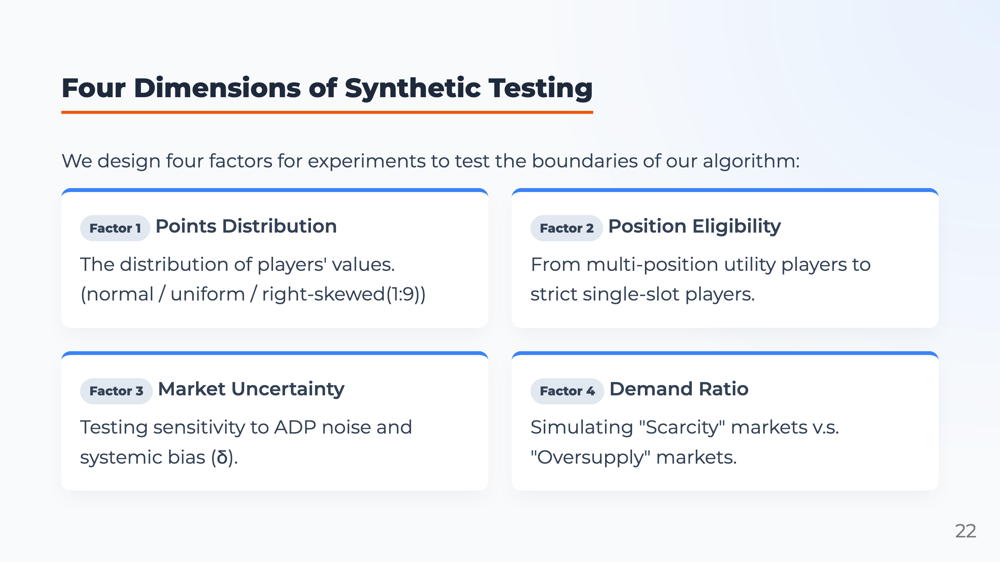 Four Dimensions of Synthetic Testing
We design four factors for experiments to test the boundaries of our algorithm:
Factor 1 Points Distribution
The distribution of players' values.
(normal / uniform / right-skewed(1:9))
Factor 2 Position Eligibility
From multi-position utility players to
strict single-slot players.
Factor 3 Market Uncertainty
Testing sensitivity to ADP noise and
systemic bias (δ).
Factor 4 Demand Ratio
Simulating "Scarcity" markets v.s.
"Oversupply" markets.
22